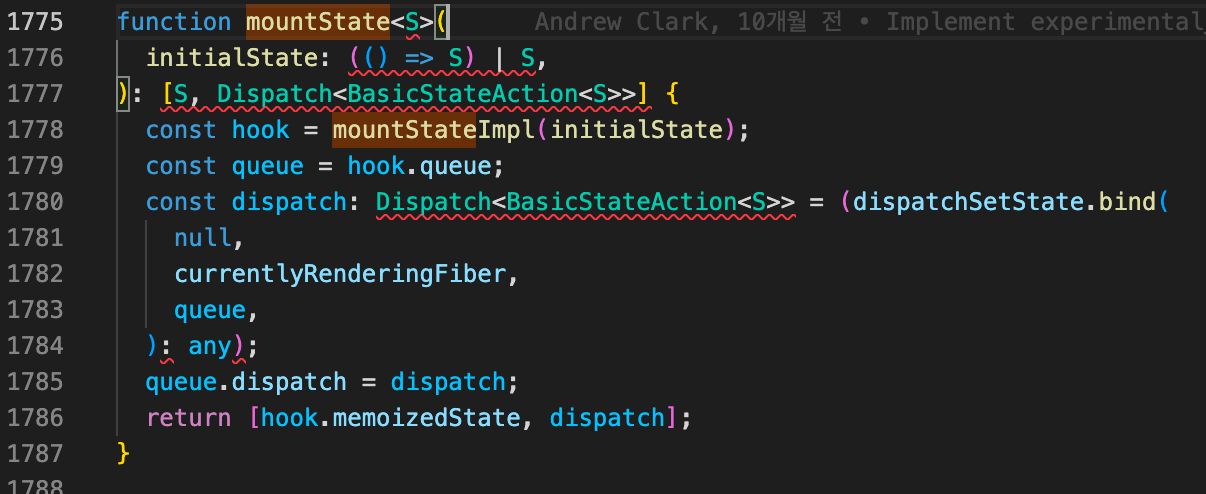 1775 function mountState<S>( Andrew Clark, 10개월 전 • Implement experimental
1776 initialState: (() => S) | S,
1777 ): [S, Dispatch<BasicStateAction<S>>] {
1778 const hook = mountStateImpl(initialState);
1779 const queue = hook.queue;
1780 const dispatch: Dispatch<BasicStateAction<S>> = (dispatchSetState.bind(
1781 null,
1782 currentlyRenderingFiber,
1783 queue,
1784 ): any);
1785 queue.dispatch = dispatch;
1786 return [hook.memoizedState, dispatch];
1787 }
1788